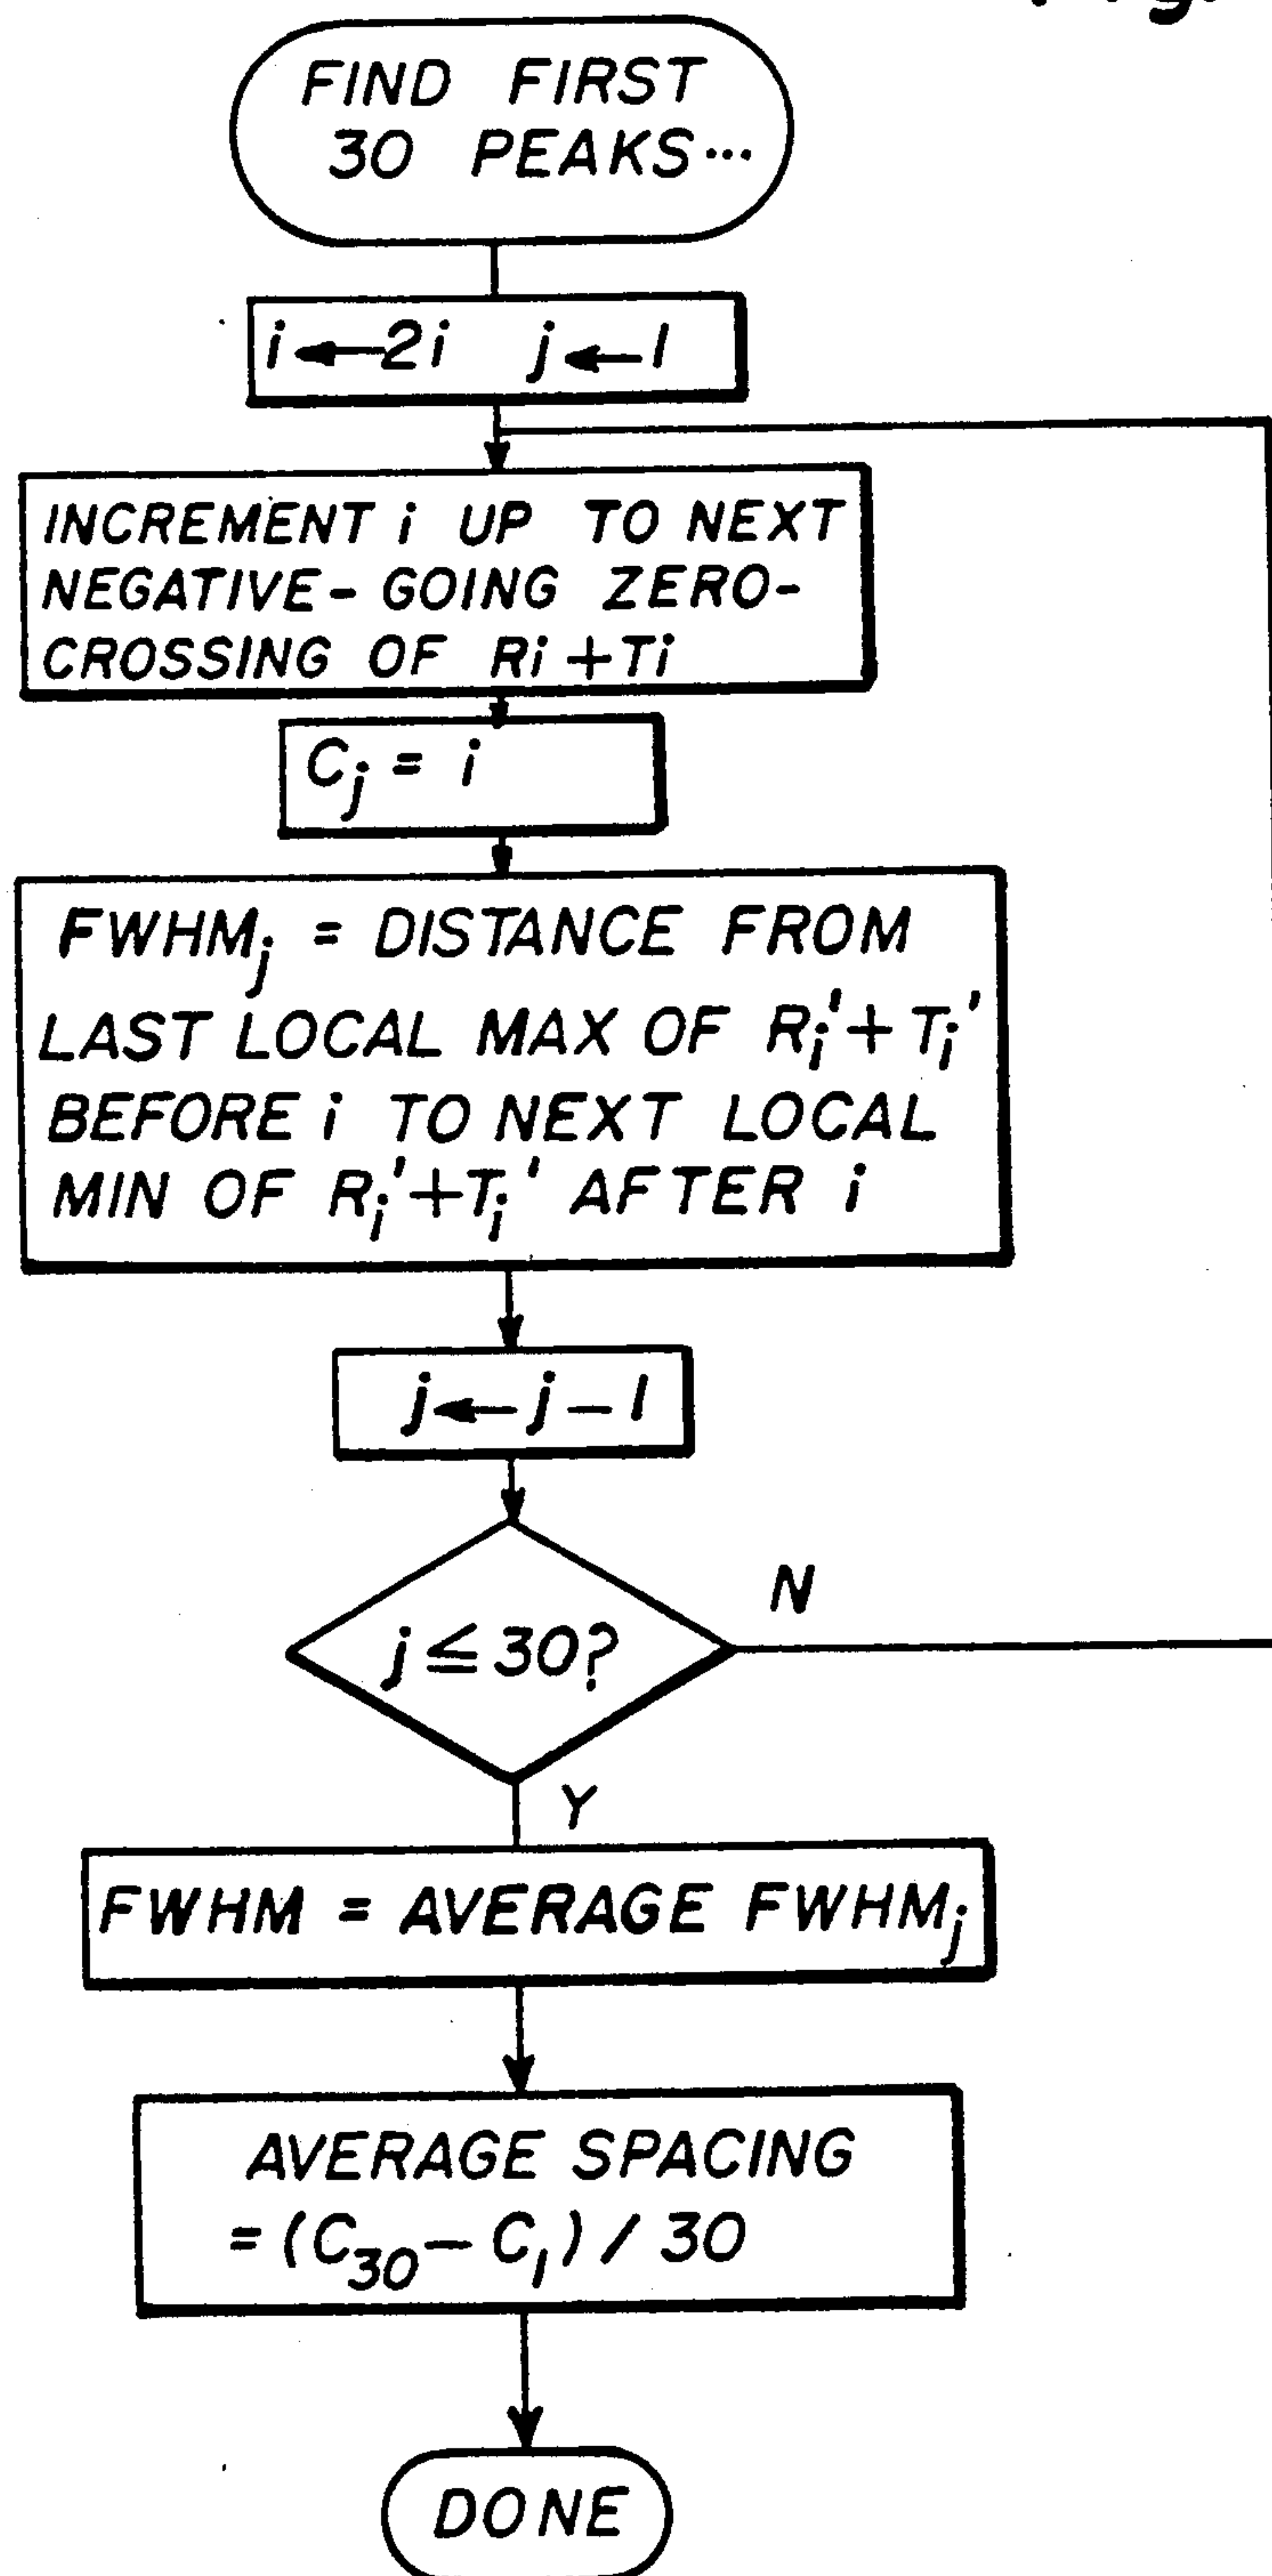 FIND FIRST
30 PEAKS...
i←2i j←1
INCREMENT i UP TO NEXT
NEGATIVE-GOING ZERO-
CROSSING OF Ri+Ti
Cj = i
FWHMj = DISTANCE FROM
LAST LOCAL MAX OF Ri'+Ti'
BEFORE i TO NEXT LOCAL
MIN OF Ri'+Ti' AFTER i
j←j-1
j≤30?
N
Y
FWHM = AVERAGE FWHMj
AVERAGE SPACING
=(C30-C1)/30
DONE